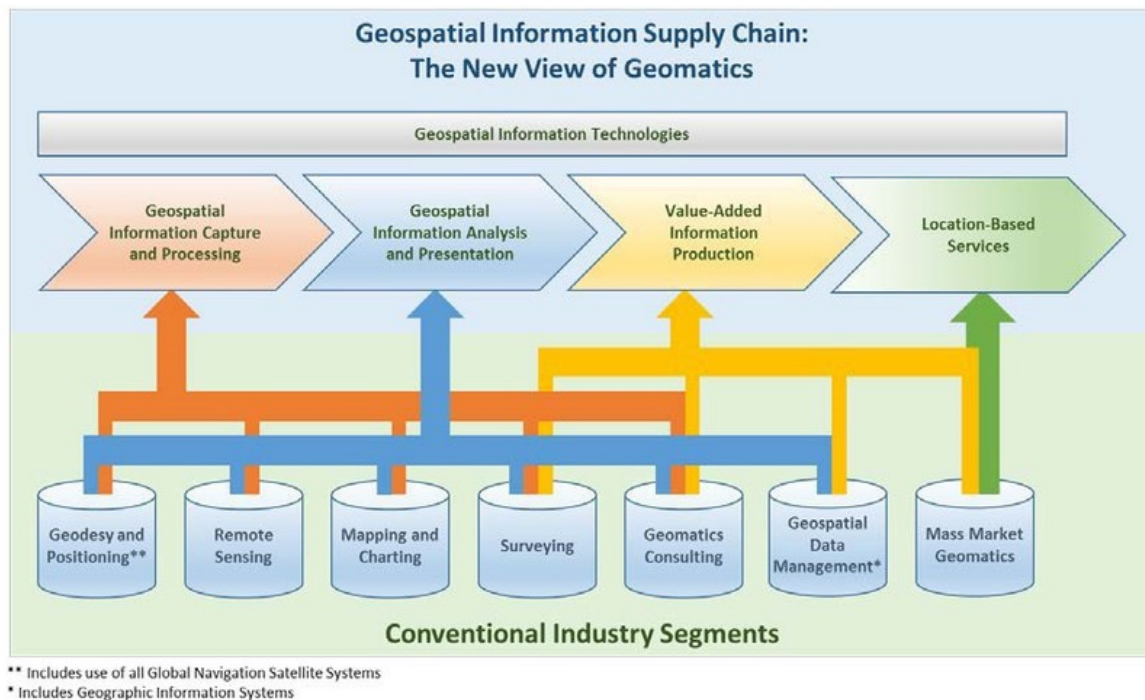 Geospatial Information Supply Chain:
The New View of Geomatics
Geospatial Information Technologies
Geospatial
Information Capture
and Processing
Geospatial
Information Analysis
and Presentation
Value-Added
Information
Production
Location-Based
Services
Geodesy and
Positioning**
Remote
Sensing
Mapping and
Charting
Surveying
Geomatics
Consulting
Geospatial
Data
Management*
Mass Market
Geomatics
Conventional Industry Segments
** Includes use of all Global Navigation Satellite Systems
* Includes Geographic Information Systems